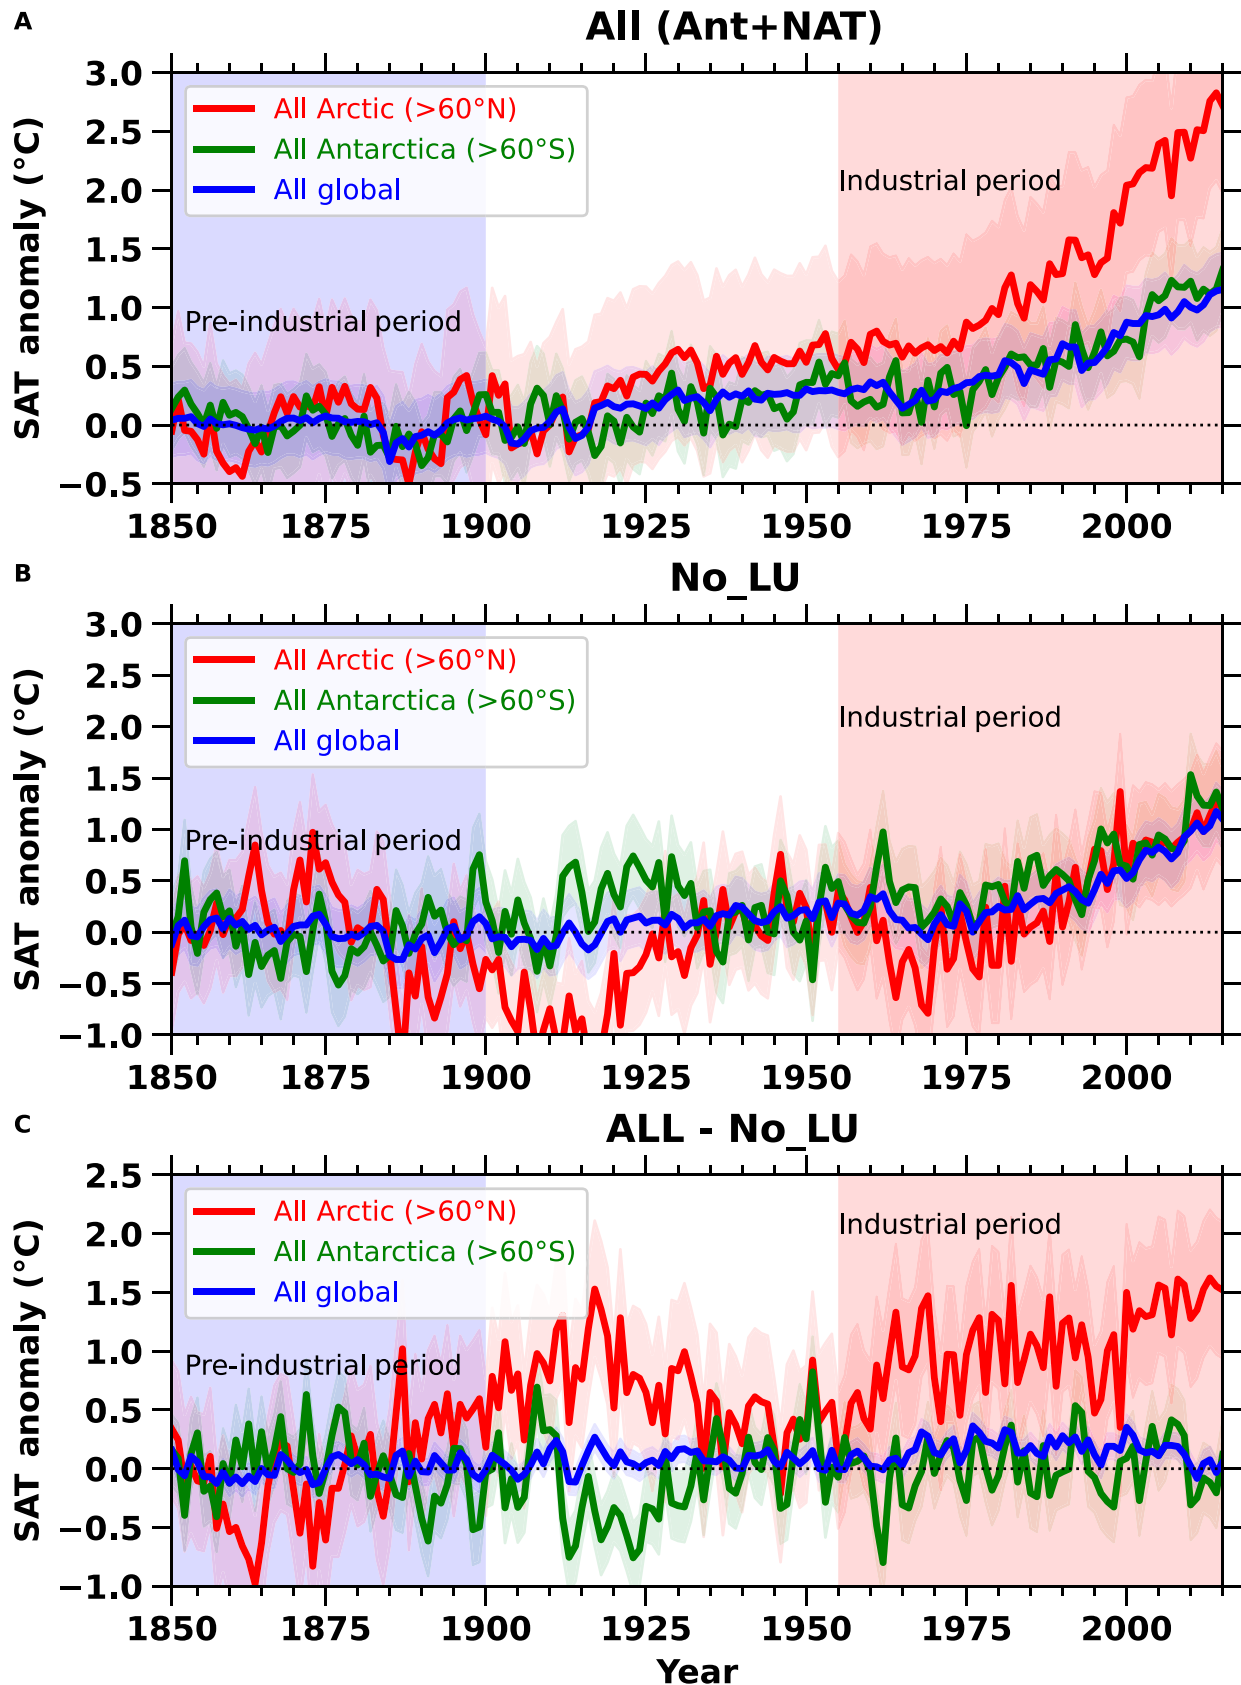 A
All (Ant+NAT)
SAT anomaly (°C)
3.0
2.5
2.0
1.5
1.0
0.5
0.0
−0.5
All Arctic (>60°N)
All Antarctica (>60°S)
All global
Pre-industrial period
Industrial period
1850 1875 1900 1925 1950 1975 2000
B
No_LU
SAT anomaly (°C)
3.0
2.5
2.0
1.5
1.0
0.5
0.0
−0.5
−1.0
All Arctic (>60°N)
All Antarctica (>60°S)
All global
Pre-industrial period
Industrial period
1850 1875 1900 1925 1950 1975 2000
C
ALL - No_LU
SAT anomaly (°C)
2.5
2.0
1.5
1.0
0.5
0.0
−0.5
−1.0
All Arctic (>60°N)
All Antarctica (>60°S)
All global
Pre-industrial period
Industrial period
1850 1875 1900 1925 1950 1975 2000
Year